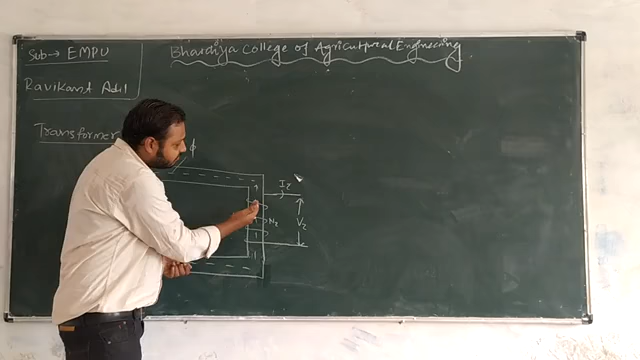 Sub→ EMPU
Bhartiya College of Agricultural Engineering
Ravikant Adil
Transformer
ϕ
I2
N2
V2